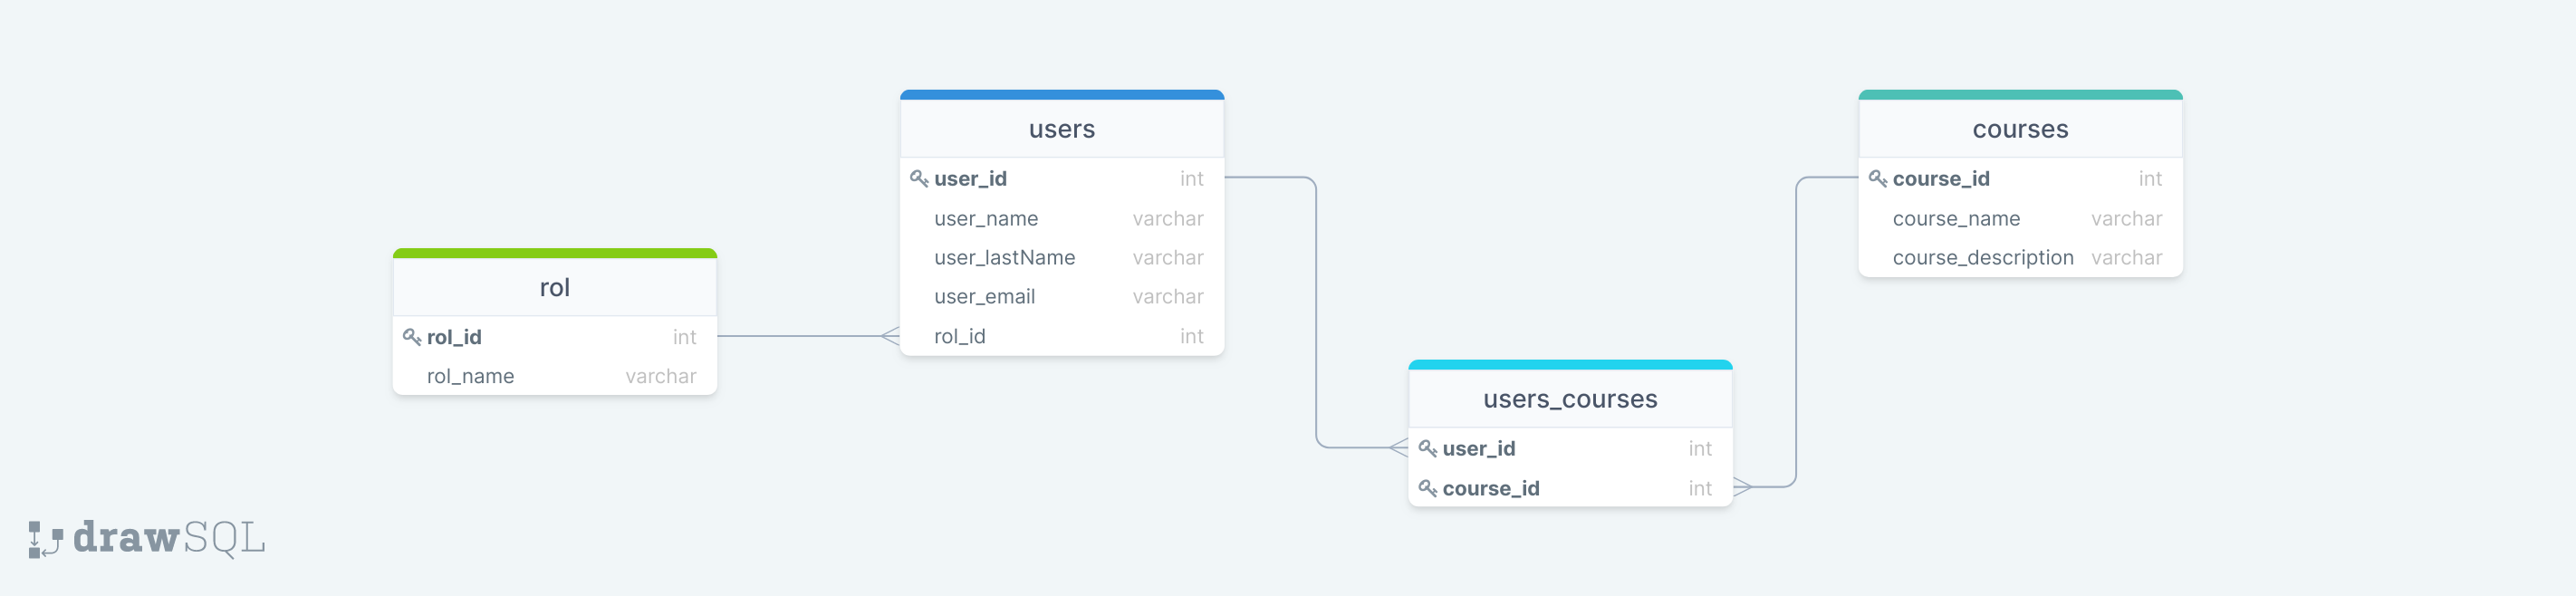 rol
rol_id int
rol_name varchar
users
user_id int
user_name varchar
user_lastName varchar
user_email varchar
rol_id int
users_courses
user_id int
course_id int
courses
course_id int
course_name varchar
course_description varchar
drawSQL